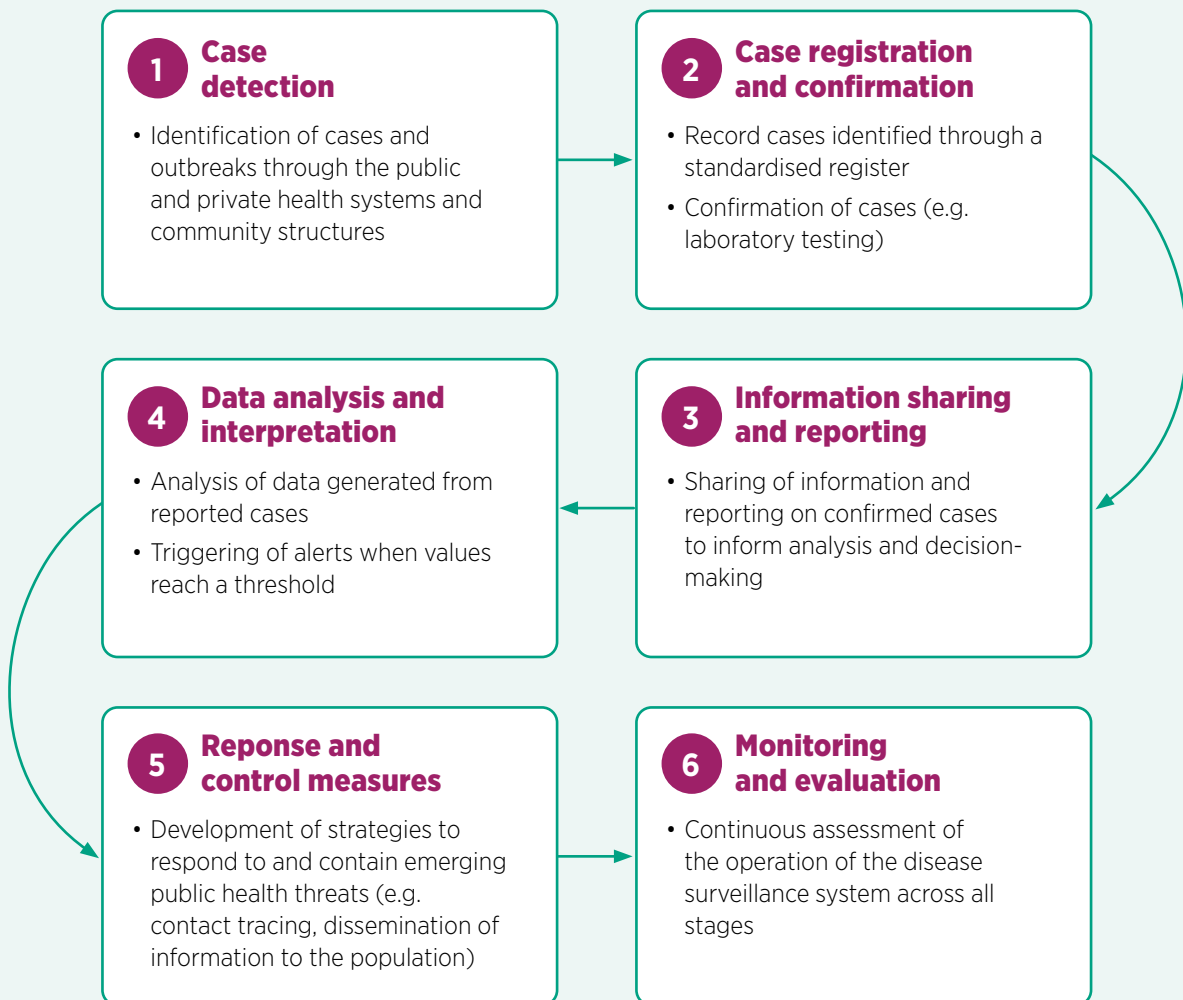 1
Case
detection
• Identification of cases and
outbreaks through the public
and private health systems and
community structures
2
Case registration
and confirmation
• Record cases identified through a
standardised register
• Confirmation of cases (e.g.
laboratory testing)
3
Information sharing
and reporting
• Sharing of information and
reporting on confirmed cases
to inform analysis and decision-
making
4
Data analysis and
interpretation
• Analysis of data generated from
reported cases
• Triggering of alerts when values
reach a threshold
5
Reponse and
control measures
• Development of strategies to
respond to and contain emerging
public health threats (e.g.
contact tracing, dissemination of
information to the population)
6
Monitoring
and evaluation
• Continuous assessment of
the operation of the disease
surveillance system across all
stages